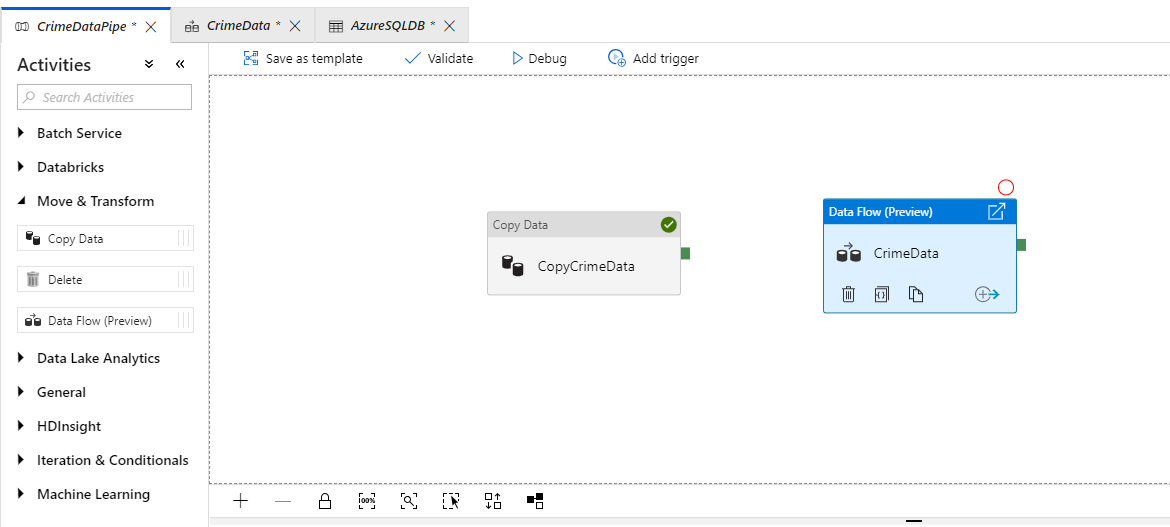 CrimeDataPipe *
CrimeData *
AzureSQLDB *
Activities
Save as template
Validate
Debug
Add trigger
Search Activities
Batch Service
Databricks
Move & Transform
Copy Data
Delete
Data Flow (Preview)
Data Lake Analytics
General
HDInsight
Iteration & Conditionals
Machine Learning
Copy Data
CopyCrimeData
Data Flow (Preview)
CrimeData
100%